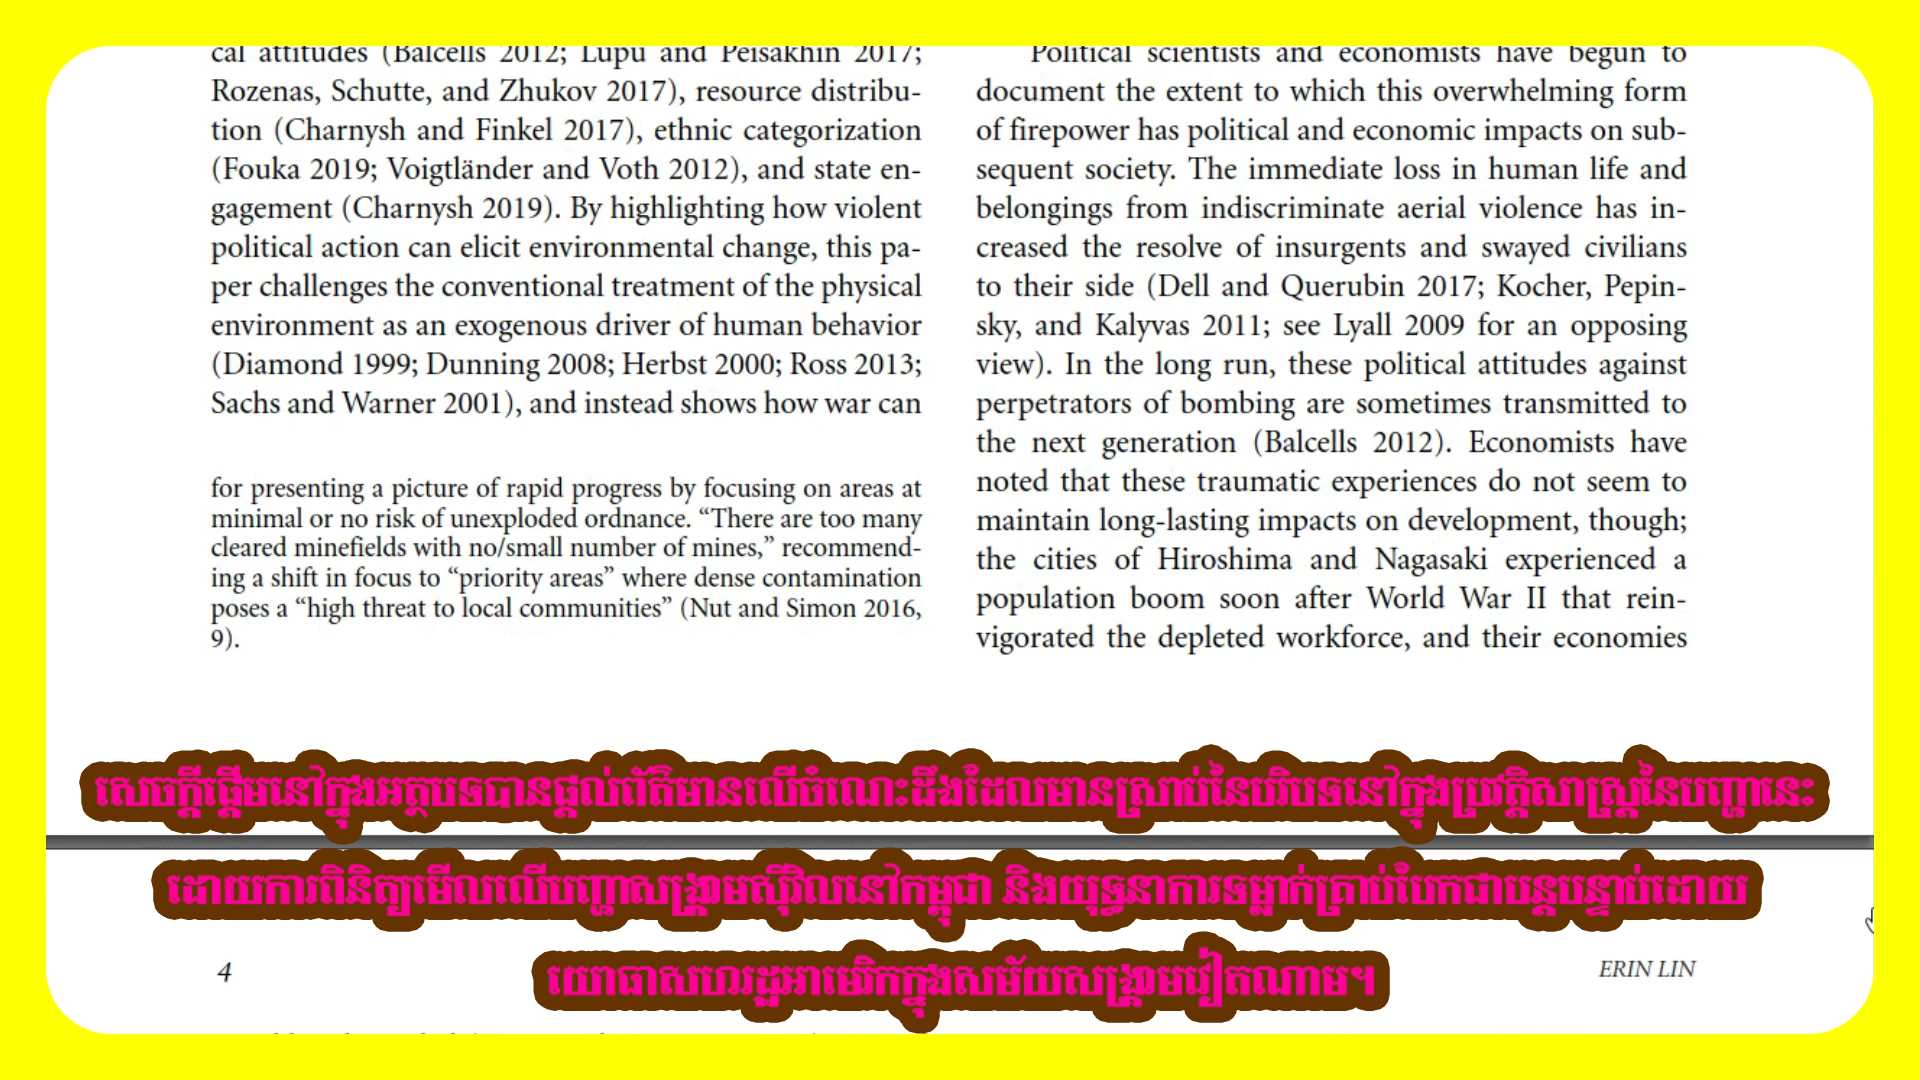 cal attitudes (Balcells 2012; Lupu and Peisakhin 2017;
Rozenas, Schutte, and Zhukov 2017), resource distribu-
tion (Charnysh and Finkel 2017), ethnic categorization
(Fouka 2019; Voigtländer and Voth 2012), and state en-
gagement (Charnysh 2019). By highlighting how violent
political action can elicit environmental change, this pa-
per challenges the conventional treatment of the physical
environment as an exogenous driver of human behavior
(Diamond 1999; Dunning 2008; Herbst 2000; Ross 2013;
Sachs and Warner 2001), and instead shows how war can
for presenting a picture of rapid progress by focusing on areas at
minimal or no risk of unexploded ordnance. “There are too many
cleared minefields with no/small number of mines,” recommend-
ing a shift in focus to “priority areas” where dense contamination
poses a “high threat to local communities” (Nut and Simon 2016,
9).
Political scientists and economists have begun to
document the extent to which this overwhelming form
of firepower has political and economic impacts on sub-
sequent society. The immediate loss in human life and
belongings from indiscriminate aerial violence has in-
creased the resolve of insurgents and swayed civilians
to their side (Dell and Querubin 2017; Kocher, Pepin-
sky, and Kalyvas 2011; see Lyall 2009 for an opposing
view). In the long run, these political attitudes against
perpetrators of bombing are sometimes transmitted to
the next generation (Balcells 2012). Economists have
noted that these traumatic experiences do not seem to
maintain long-lasting impacts on development, though;
the cities of Hiroshima and Nagasaki experienced a
population boom soon after World War II that rein-
vigorated the depleted workforce, and their economies
សេចក្តីផ្តើមនៅក្នុងអត្ថបទបានផ្តល់ព័ត៌មានលើចំណេះដឹងដែលមានស្រាប់នៃបរិបទនៅក្នុងប្រវត្តិសាស្ត្រនៃបញ្ហានេះ
ដោយការពិនិត្យមើលលើបញ្ហាសង្គ្រាមស៊ីវិលនៅកម្ពុជា និងយុទ្ធនាការទម្លាក់គ្រាប់បែកជាបន្តបន្ទាប់ដោយ
យោធាសហរដ្ឋអាមេរិកក្នុងសម័យសង្គ្រាមវៀតណាម។
4
ERIN LIN